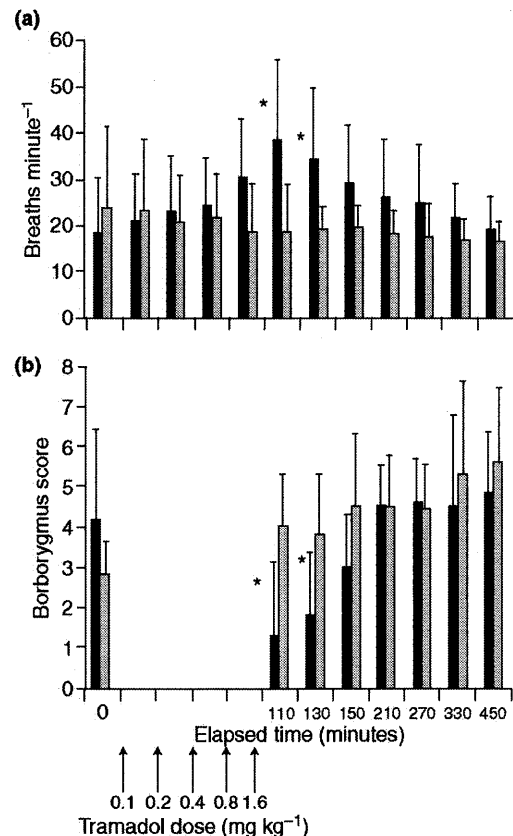 (a)
60
50
40
30
20
10
0
Breaths minute⁻¹
*
*
(b)
8
7
6
5
4
3
2
1
0
Borborygmus score
*
*
0 110 130 150 210 270 330 450
Elapsed time (minutes)
0.1 0.2 0.4 0.8 1.6
Tramadol dose (mg kg⁻¹)